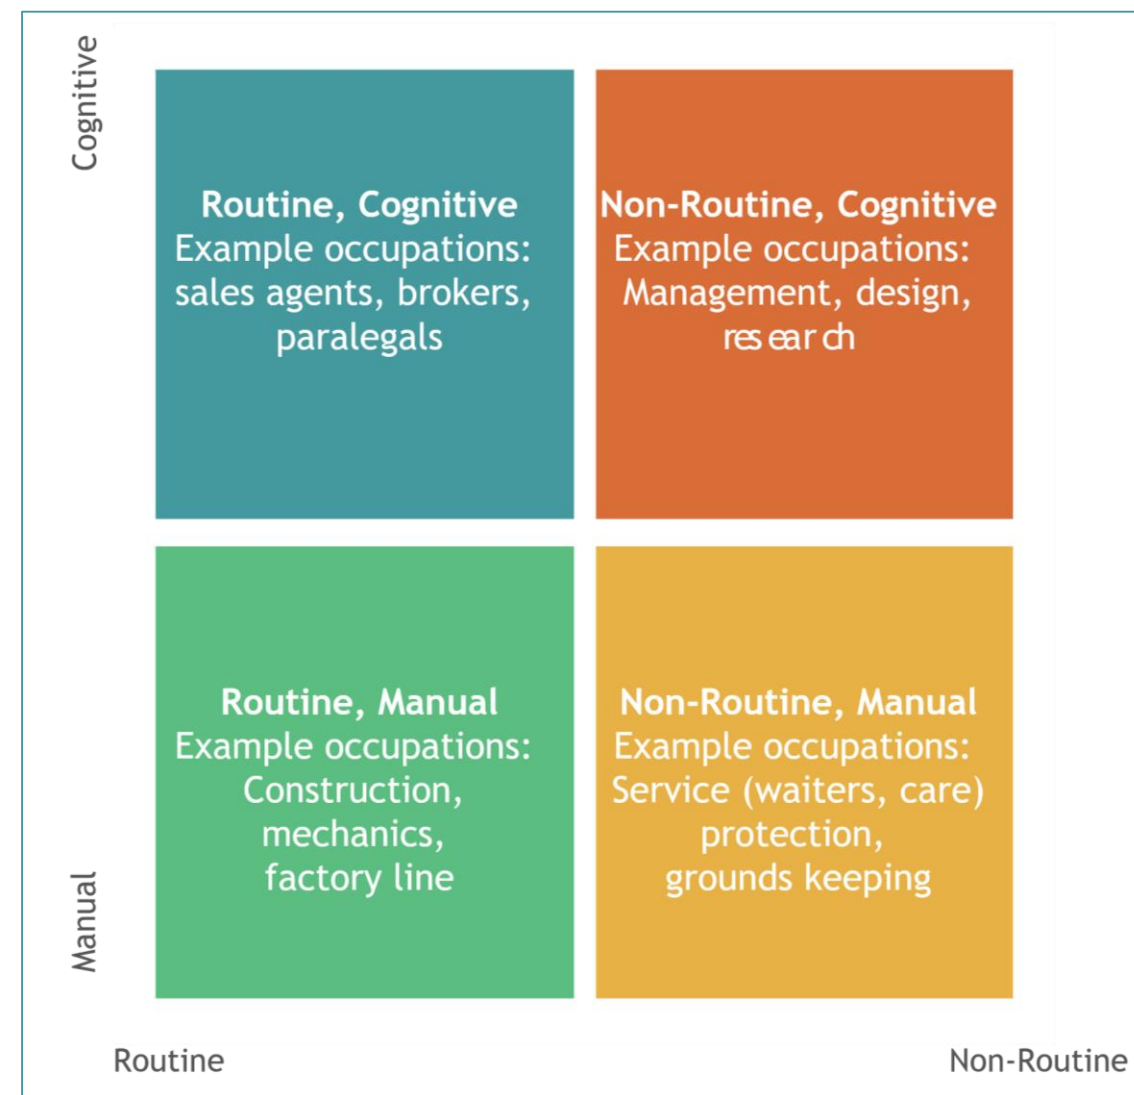 Cognitive
Routine, Cognitive
Example occupations:
sales agents, brokers,
paralegals
Non-Routine, Cognitive
Example occupations:
Management, design,
research
Routine, Manual
Example occupations:
Construction,
mechanics,
factory line
Non-Routine, Manual
Example occupations:
Service (waiters, care)
protection,
grounds keeping
Manual
Routine
Non-Routine